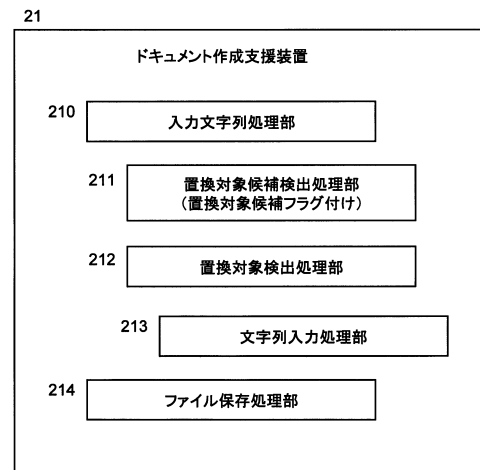 21
ドキュメント作成支援装置
210
入力文字列処理部
211
置換対象候補検出処理部
(置換対象候補フラグ付け)
212
置換対象検出処理部
213
文字列入力処理部
214
ファイル保存処理部